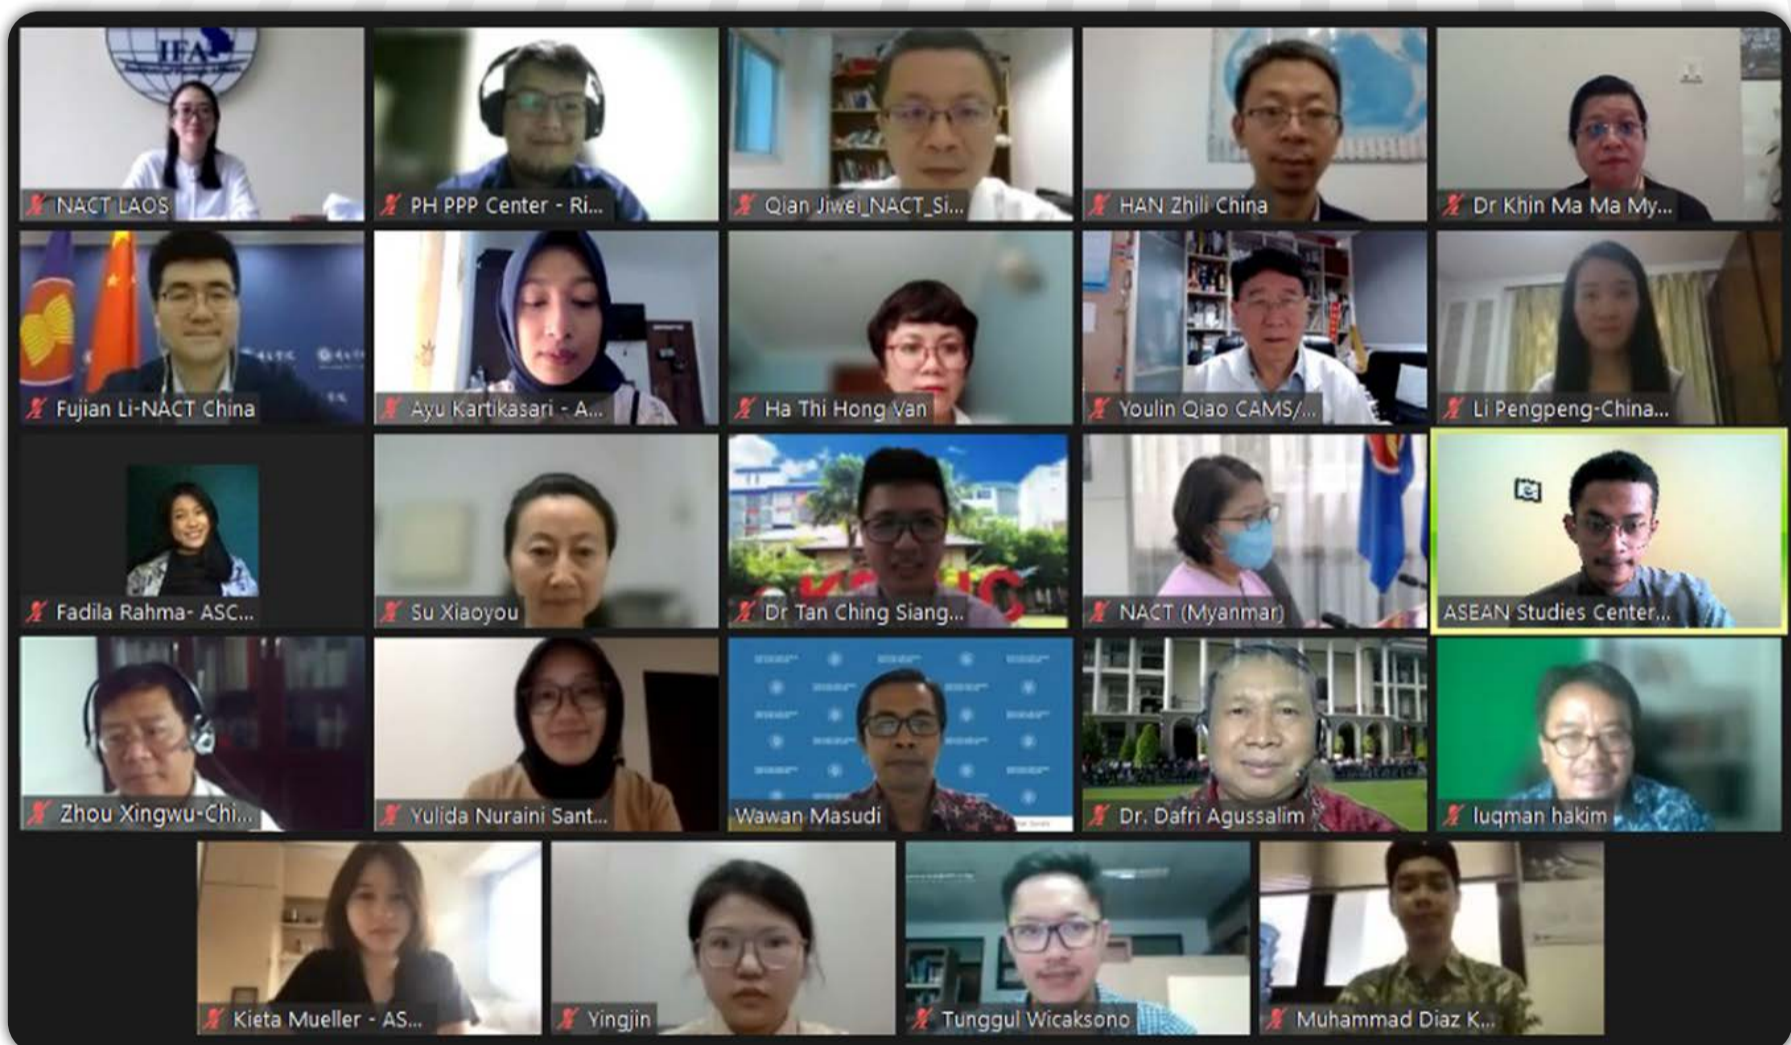 IFA
NACT LAOS
PH PPP Center - Ri...
Qian Jiwei_NACT_Si...
HAN Zhili China
Dr Khin Ma Ma My...
Fujian Li-NACT China
Ayu Kartikasari - A...
Ha Thi Hong Van
Youlin Qiao CAMS/...
Li Pengpeng-China...
Fadila Rahma- ASC...
Su Xiaoyou
Dr Tan Ching Siang...
NACT (Myanmar)
ASEAN Studies Center...
Zhou Xingwu-Chi...
Yulida Nuraini Sant...
Wawan Masudi
Dr. Dafri Agussalim
luqman hakim
Kieta Mueller - AS...
Yingjin
Tunggul Wicaksono
Muhammad Diaz K...